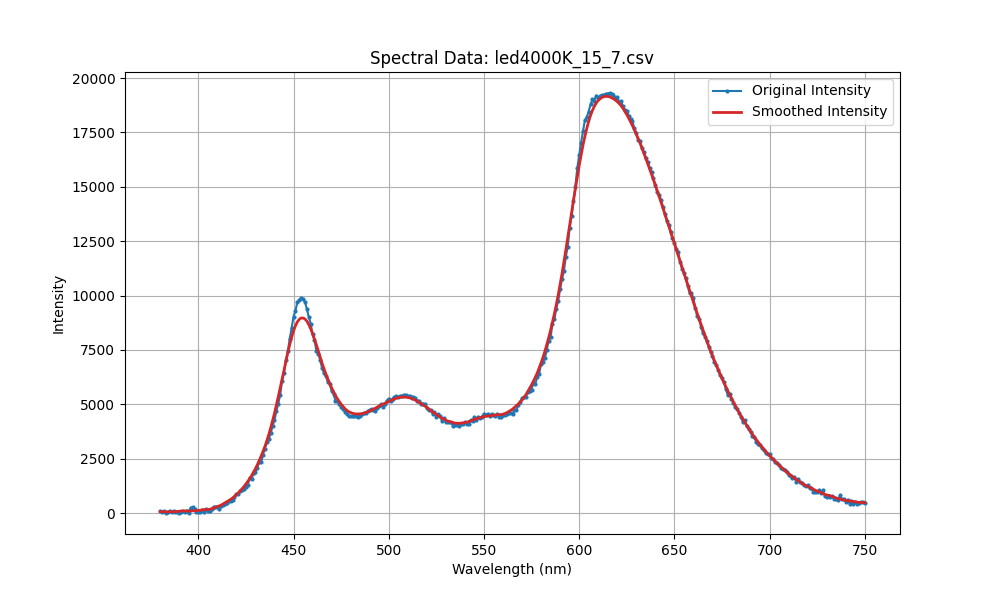 Spectral Data: led4000K_15_7.csv
Original Intensity
Smoothed Intensity
20000
17500
15000
12500
10000
7500
5000
2500
0
Intensity
400 450 500 550 600 650 700 750
Wavelength (nm)